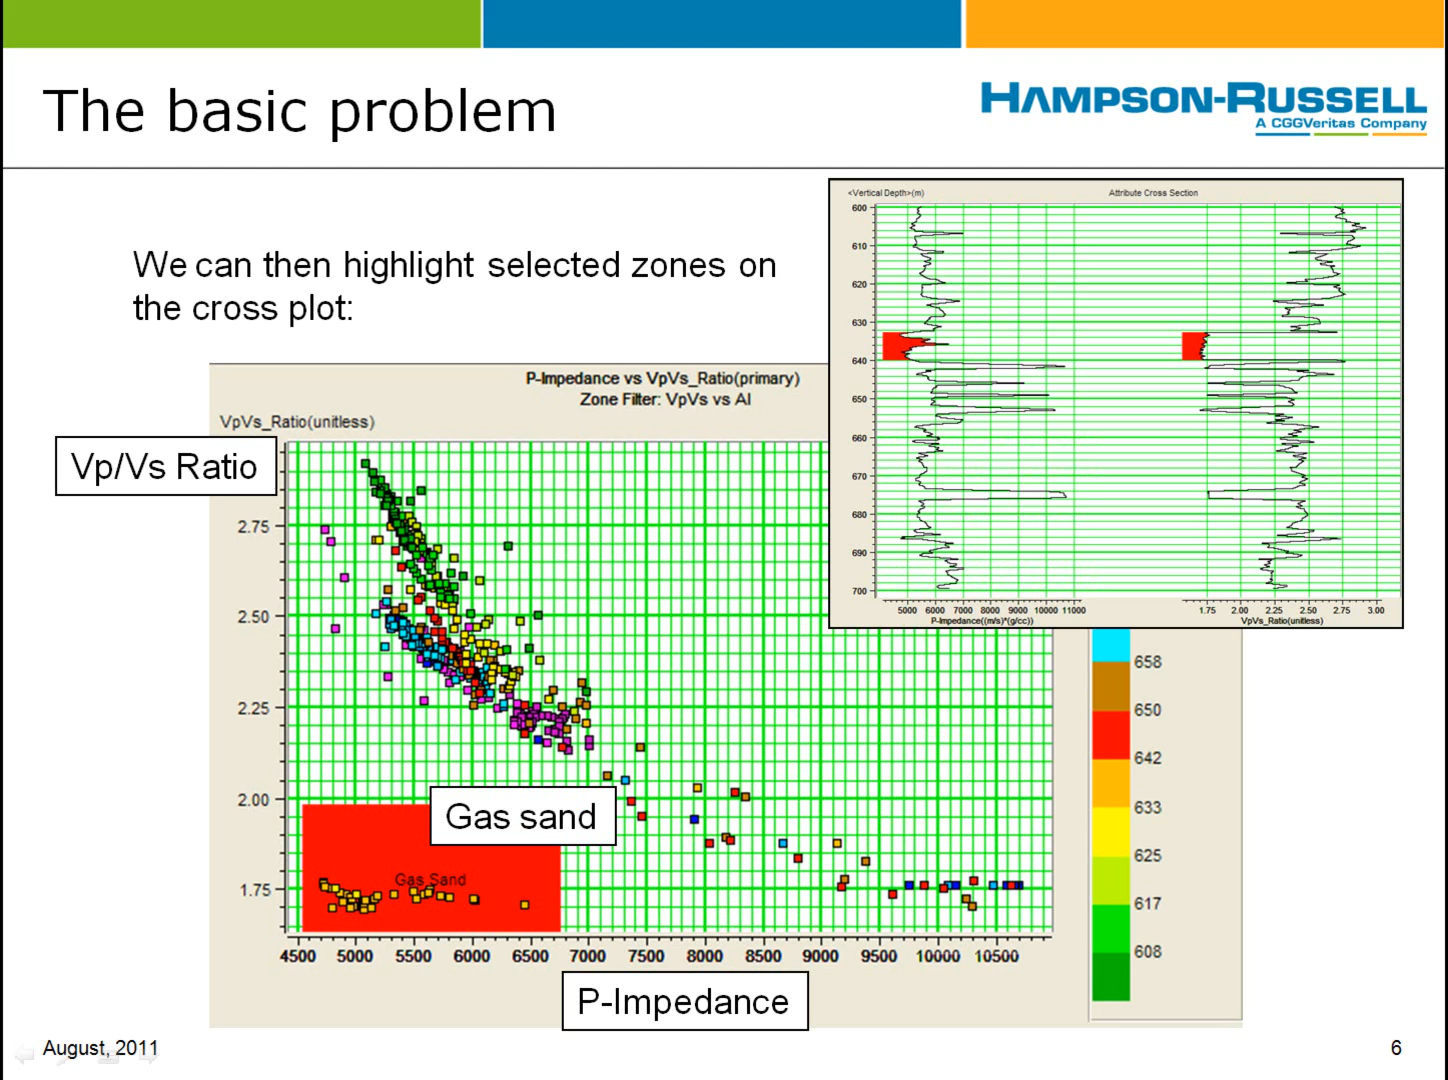 The basic problem
HAMPSON-RUSSELL
A CGGVeritas Company
We can then highlight selected zones on
the cross plot:
<Vertical Depth>(m)
Attribute Cross Section
600
610
620
630
640
650
660
670
680
690
700
5000 6000 7000 8000 9000 10000 11000
P-Impedance((m/s)*(g/cc))
1.75 2.00 2.25 2.50 2.75 3.00
VpVs_Ratio(unitless)
P-Impedance vs VpVs_Ratio(primary)
Zone Filter: VpVs vs AI
VpVs_Ratio(unitless)
Vp/Vs Ratio
2.75
2.50
2.25
2.00
1.75
Gas sand
Gas Sand
4500 5000 5500 6000 6500 7000 7500 8000 8500 9000 9500 10000 10500
P-Impedance
658
650
642
633
625
617
608
August, 2011
6